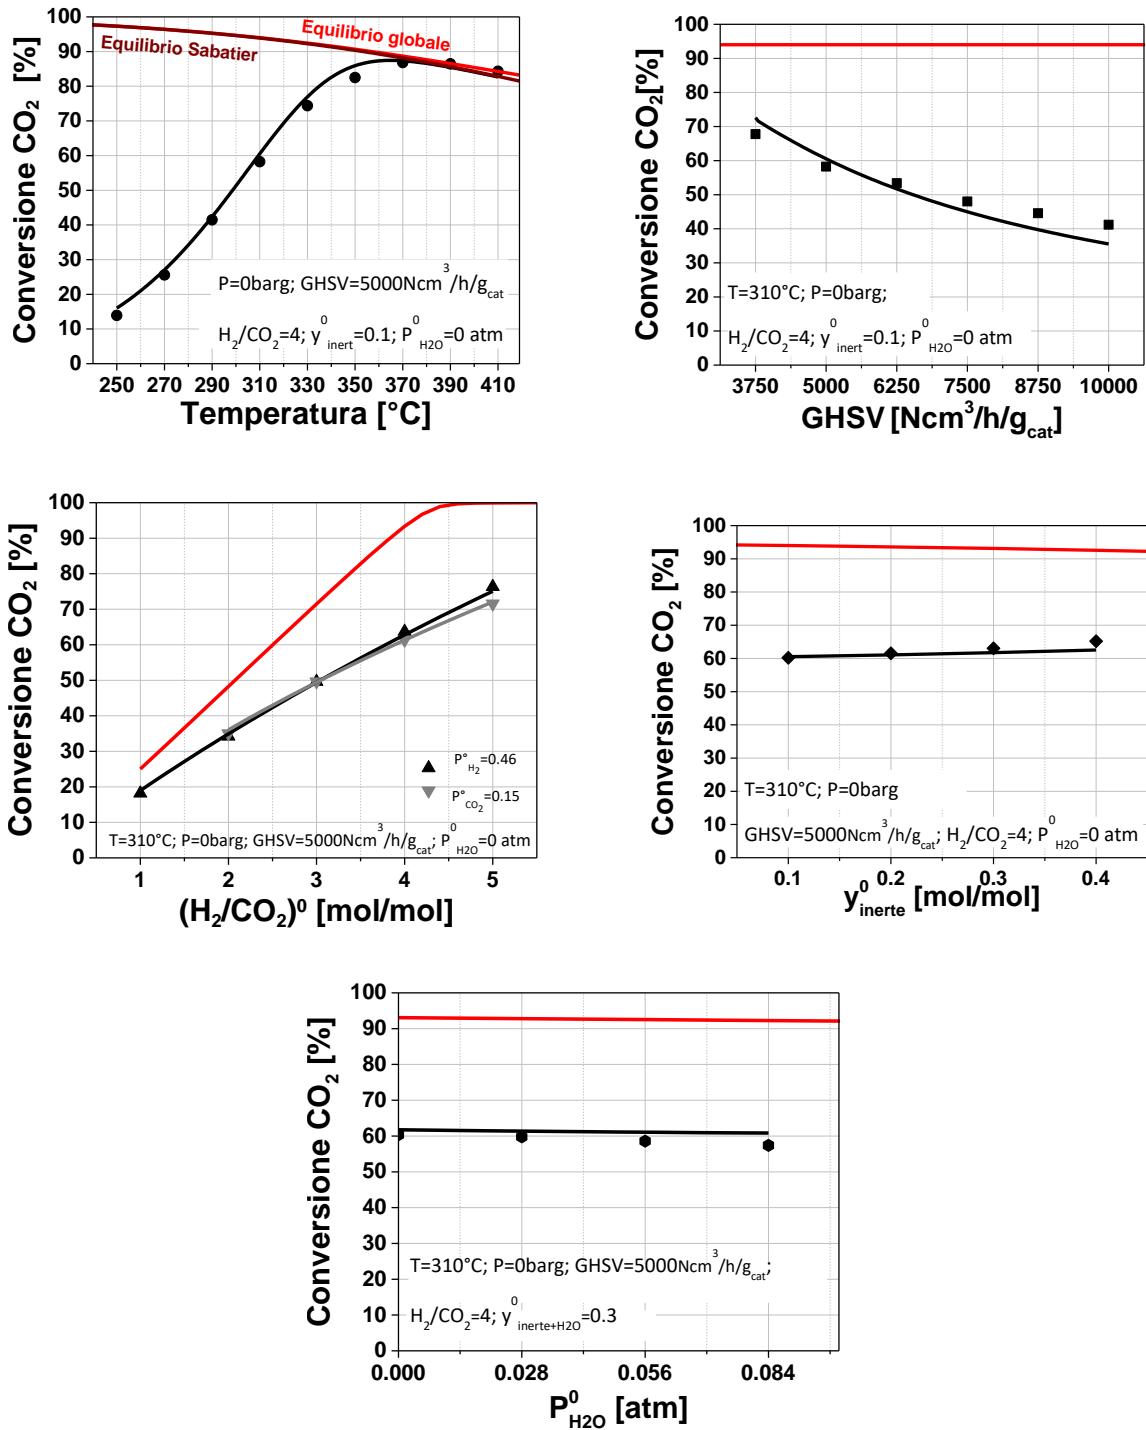 Conversione CO2 [%]
100
90
80
70
60
50
40
30
20
10
0
Equilibrio Sabatier
Equilibrio globale
P=0barg; GHSV=5000Ncm3/h/gcat
H2/CO2=4; y0inert=0.1; P0H2O=0 atm
250 270 290 310 330 350 370 390 410
Temperatura [°C]
Conversione CO2[%]
100
90
80
70
60
50
40
30
20
10
0
T=310°C; P=0barg;
H2/CO2=4; y0inert=0.1; P0H2O=0 atm
3750 5000 6250 7500 8750 10000
GHSV [Ncm3/h/gcat]
Conversione CO2 [%]
100
90
80
70
60
50
40
30
20
10
0
P°H2=0.46
P°CO2=0.15
T=310°C; P=0barg; GHSV=5000Ncm3/h/gcat; P0H2O=0 atm
1 2 3 4 5
(H2/CO2)0 [mol/mol]
Conversione CO2 [%]
100
90
80
70
60
50
40
30
20
10
0
T=310°C; P=0barg
GHSV=5000Ncm3/h/gcat; H2/CO2=4; P0H2O=0 atm
0.1 0.2 0.3 0.4
y0inerte [mol/mol]
Conversione CO2 [%]
100
90
80
70
60
50
40
30
20
10
0
T=310°C; P=0barg; GHSV=5000Ncm3/h/gcat;
H2/CO2=4; y0inerte+H2O=0.3
0.000 0.028 0.056 0.084
P0H2O [atm]